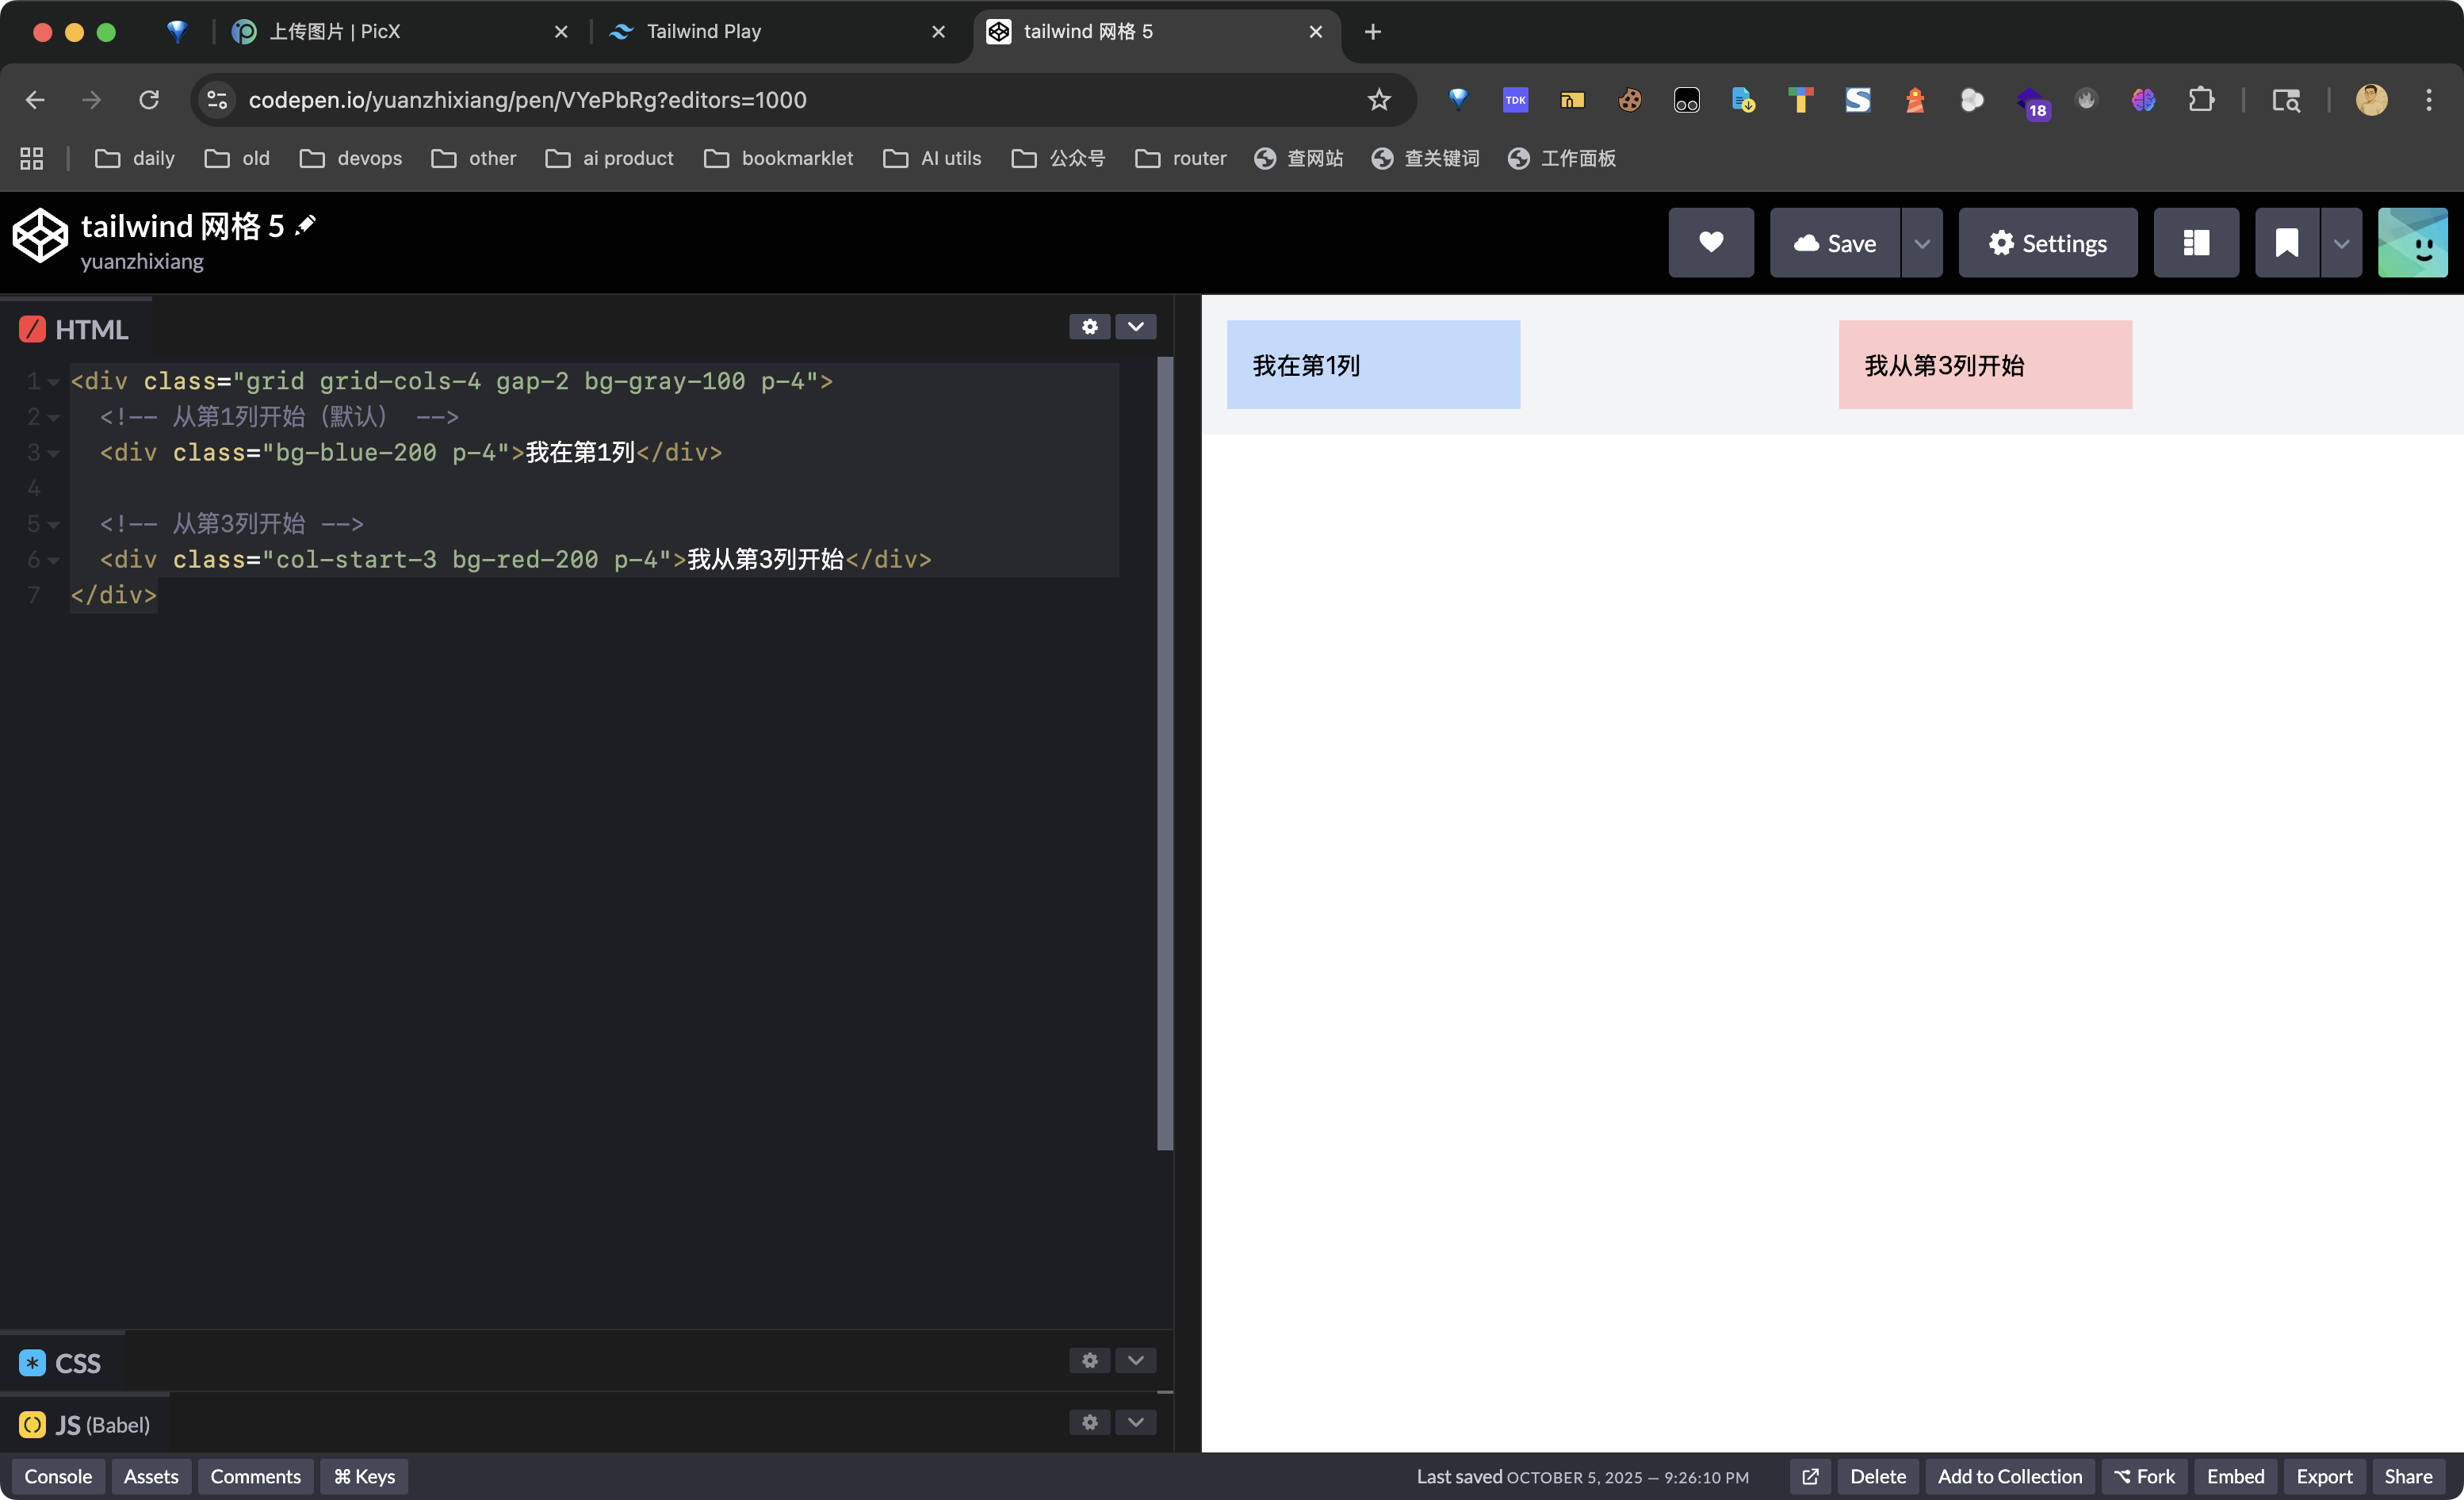 上传图片 | PicX
Tailwind Play
tailwind 网格 5
codepen.io/yuanzhixiang/pen/VYePbRg?editors=1000
TDK
18
daily
old
devops
other
ai product
bookmarklet
AI utils
公众号
router
查网站
查关键词
工作面板
tailwind 网格 5
yuanzhixiang
Save
Settings
HTML
1 <div class="grid grid-cols-4 gap-2 bg-gray-100 p-4">
2 <!-- 从第1列开始（默认） -->
3 <div class="bg-blue-200 p-4">我在第1列</div>
4
5 <!-- 从第3列开始 -->
6 <div class="col-start-3 bg-red-200 p-4">我从第3列开始</div>
7 </div>
我在第1列
我从第3列开始
CSS
JS (Babel)
Console
Assets
Comments
⌘ Keys
Last saved OCTOBER 5, 2025 — 9:26:10 PM
Delete
Add to Collection
Fork
Embed
Export
Share